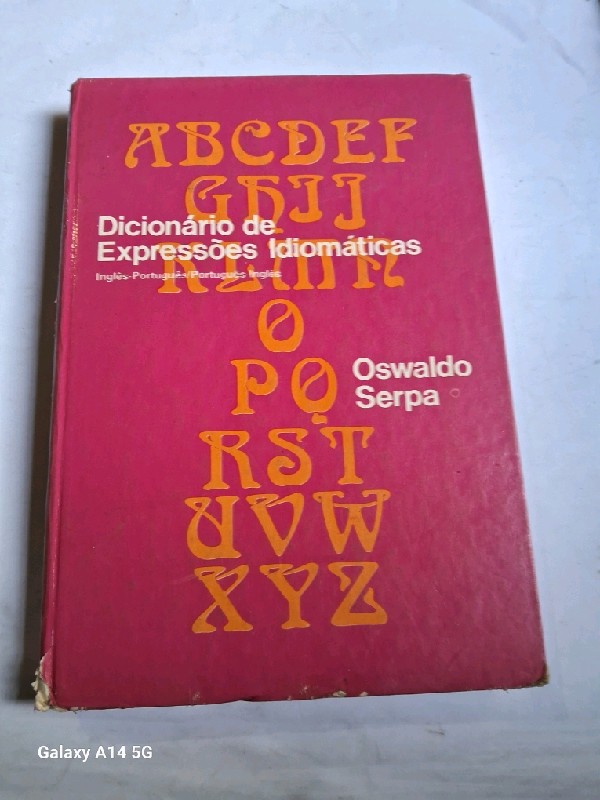 ABCDEF
GHIJ
Dicionário de
Expressões Idiomáticas
KLMN
Inglês-Português/Português-Inglês
O
PQ
Oswaldo
Serpa
RST
UVW
XYZ
Galaxy A14 5G